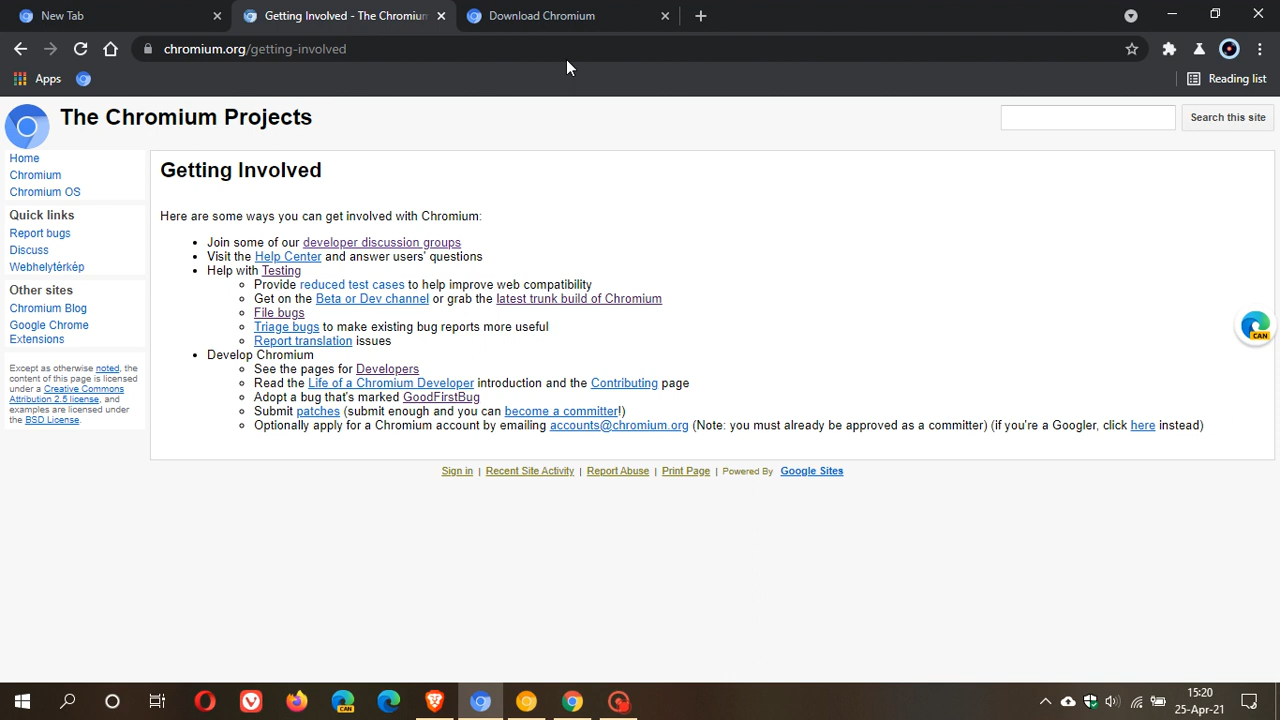 New Tab
Getting Involved - The Chromium
Download Chromium
chromium.org/getting-involved
Apps
Reading list
The Chromium Projects
Search this site
Home
Chromium
Chromium OS
Quick links
Report bugs
Discuss
Webhelytérkép
Other sites
Chromium Blog
Google Chrome
Extensions
Except as otherwise noted, the
content of this page is licensed
under a Creative Commons
Attribution 2.5 license, and
examples are licensed under
the BSD License.
Getting Involved
Here are some ways you can get involved with Chromium:
• Join some of our developer discussion groups
• Visit the Help Center and answer users' questions
• Help with Testing
Provide reduced test cases to help improve web compatibility
Get on the Beta or Dev channel or grab the latest trunk build of Chromium
File bugs
Triage bugs to make existing bug reports more useful
Report translation issues
• Develop Chromium
See the pages for Developers
Read the Life of a Chromium Developer introduction and the Contributing page
Adopt a bug that's marked GoodFirstBug
Submit patches (submit enough and you can become a committer!)
Optionally apply for a Chromium account by emailing accounts@chromium.org (Note: you must already be approved as a committer) (if you're a Googler, click here instead)
CAN
Sign in | Recent Site Activity | Report Abuse | Print Page | Powered By Google Sites
CAN
15:20
25-Apr-21